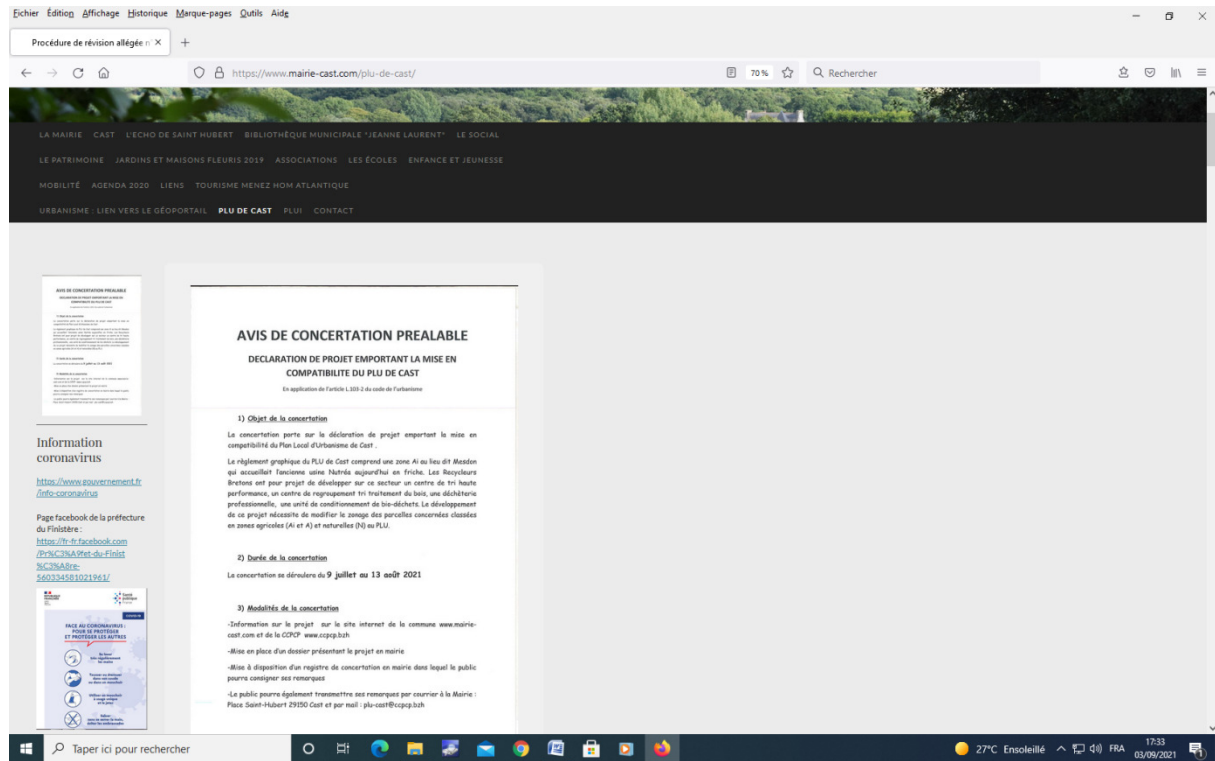 Fichier Édition Affichage Historique Marque-pages Outils Aide
Procédure de révision allégée n°
https://www.mairie-cast.com/plu-de-cast/
70 %
Rechercher
LA MAIRIE CAST L'ECHO DE SAINT HUBERT BIBLIOTHÈQUE MUNICIPALE "JEANNE LAURENT" LE SOCIAL
LE PATRIMOINE JARDINS ET MAISONS FLEURIS 2019 ASSOCIATIONS LES ÉCOLES ENFANCE ET JEUNESSE
MOBILITÉ AGENDA 2020 LIENS TOURISME MENEZ HOM ATLANTIQUE
URBANISME : LIEN VERS LE GÉOPORTAIL PLU DE CAST PLUI CONTACT
AVIS DE CONCERTATION PREALABLE
Information
coronavirus
https://www.gouvernement.fr
/info-coronavirus
Page facebook de la préfecture
du Finistère :
https://fr-fr.facebook.com
/Pr%C3%A9fet-du-Finist
%C3%A8re-
560334581021961/
FACE AU CORONAVIRUS :
POUR SE PROTÉGER
ET PROTÉGER LES AUTRES
AVIS DE CONCERTATION PREALABLE
DECLARATION DE PROJET EMPORTANT LA MISE EN
COMPATIBILITE DU PLU DE CAST
En application de l'article L.103-2 du code de l'urbanisme
1) Objet de la concertation
La concertation porte sur la déclaration de projet emportant la mise en
compatibilité du Plan Local d'Urbanisme de Cast .
Le règlement graphique du PLU de Cast comprend une zone Ai au lieu dit Mesdon
qui accueillait l'ancienne usine Nutréa aujourd'hui en friche. Les Recycleurs
Bretons ont pour projet de développer sur ce secteur un centre de tri haute
performance, un centre de regroupement tri traitement du bois, une déchèterie
professionnelle, une unité de conditionnement de bio-déchets. Le développement
de ce projet nécessite de modifier le zonage des parcelles concernées classées
en zones agricoles (Ai et A) et naturelles (N) au PLU.
2) Durée de la concertation
La concertation se déroulera du 9 juillet au 13 août 2021
3) Modalités de la concertation
-Information sur le projet sur le site internet de la commune www.mairie-
cast.com et de la CCPCP www.ccpcp.bzh
-Mise en place d'un dossier présentant le projet en mairie
-Mise à disposition d'un registre de concertation en mairie dans lequel le public
pourra consigner ses remarques
-Le public pourra également transmettre ses remarques par courrier à la Mairie :
Place Saint-Hubert 29150 Cast et par mail : plu-cast@ccpcp.bzh
Taper ici pour rechercher
27°C Ensoleillé
FRA
17:33
03/09/2021